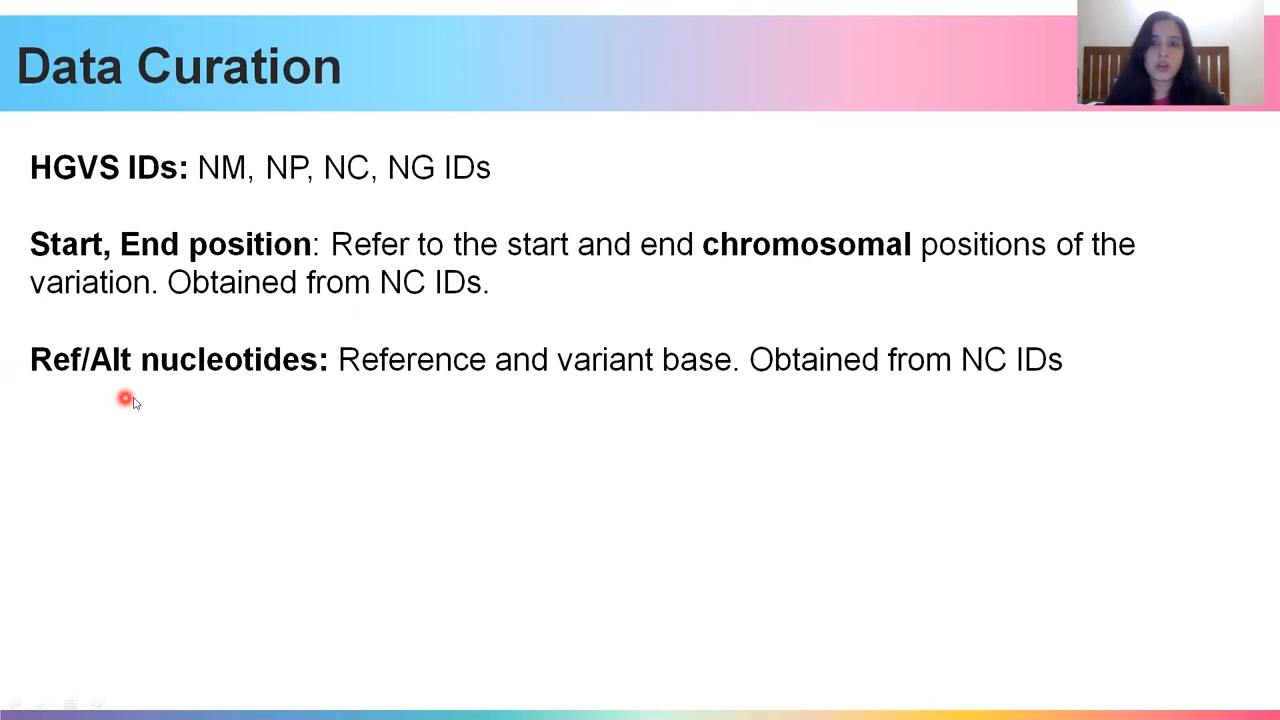 Data Curation
HGVS IDs: NM, NP, NC, NG IDs
Start, End position: Refer to the start and end chromosomal positions of the
variation. Obtained from NC IDs.
Ref/Alt nucleotides: Reference and variant base. Obtained from NC IDs